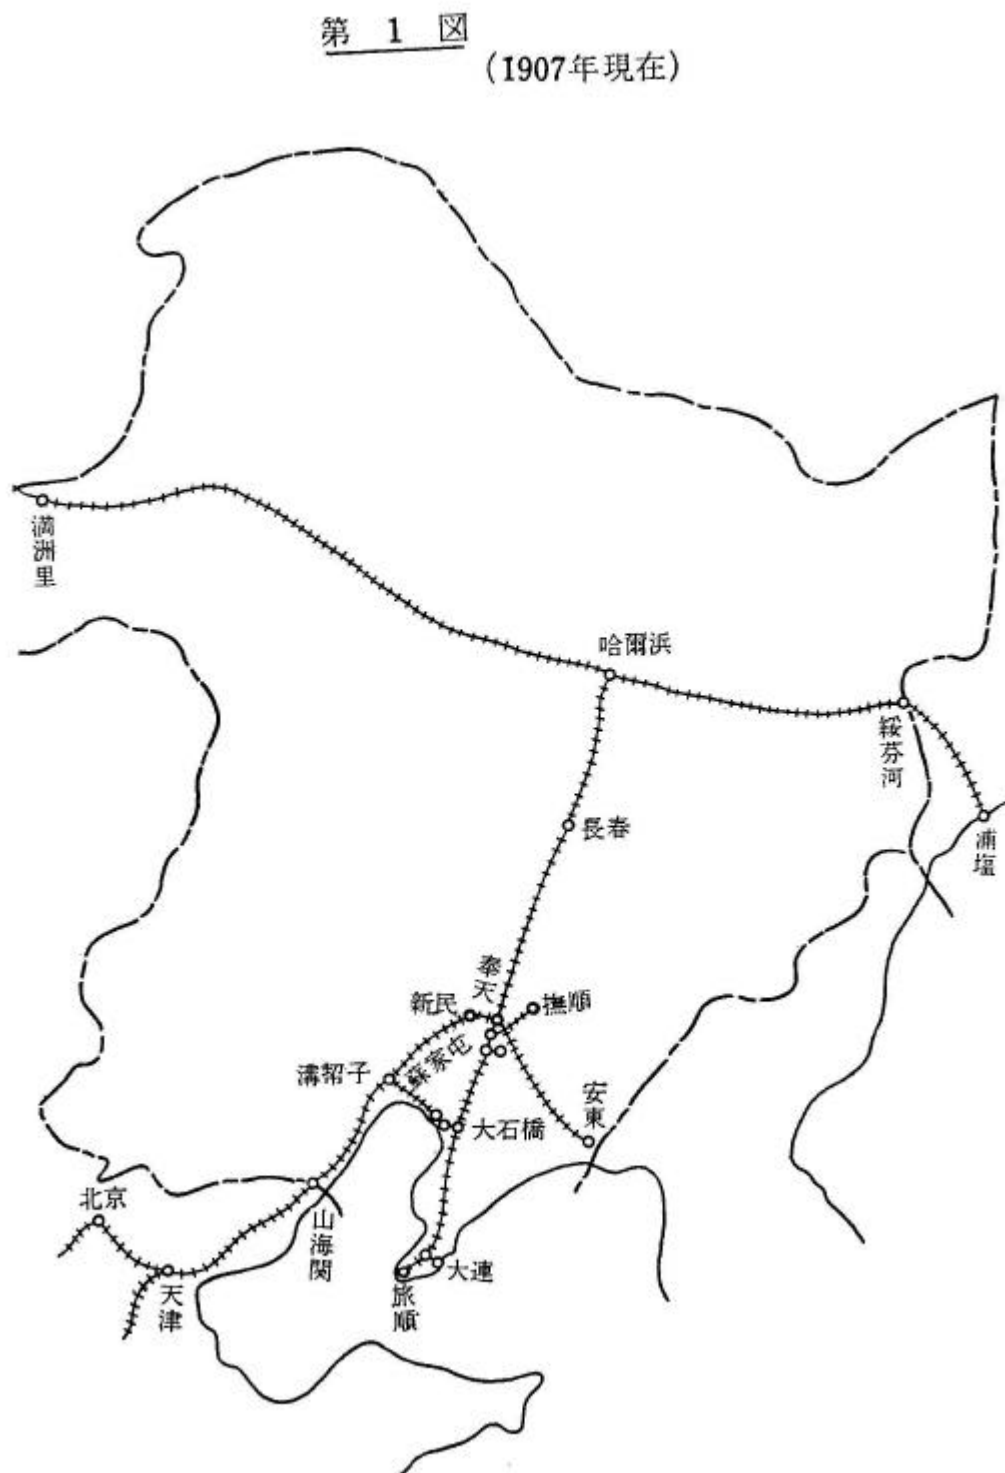 第 1 図
(1907年現在)
満洲里
哈爾浜
綏芬河
浦塩
長春
奉天
新民
撫順
蘇家屯
溝幇子
大石橋
安東
北京
天津
山海関
大連
旅順